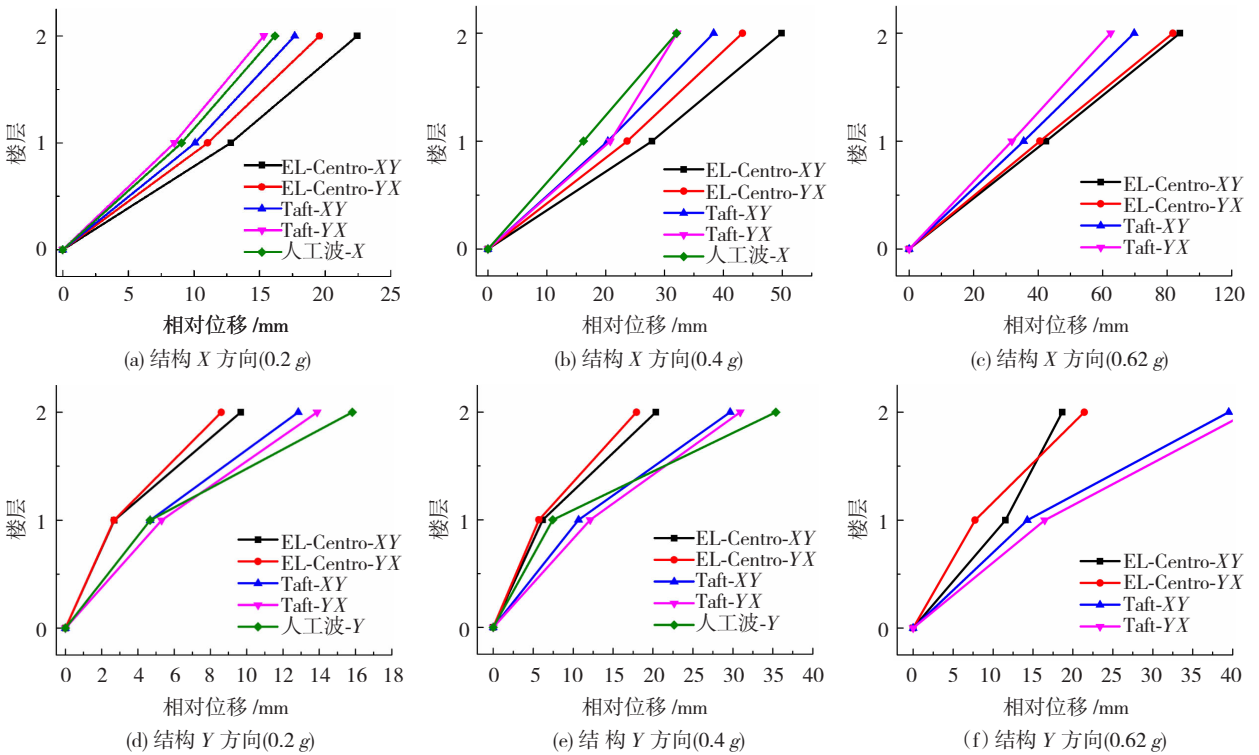 2
1
0
楼层
EL-Centro-XY
EL-Centro-YX
Taft-XY
Taft-YX
人工波-X
0 5 10 15 20 25
相对位移 /mm
(a) 结构 X 方向(0.2 g)
2
1
0
楼层
EL-Centro-XY
EL-Centro-YX
Taft-XY
Taft-YX
人工波-X
0 10 20 30 40 50
相对位移 /mm
(b) 结构 X 方向(0.4 g)
2
1
0
楼层
EL-Centro-XY
EL-Centro-YX
Taft-XY
Taft-YX
0 20 40 60 80 100 120
相对位移 /mm
(c) 结构 X 方向(0.62 g)
2
1
0
楼层
EL-Centro-XY
EL-Centro-YX
Taft-XY
Taft-YX
人工波-Y
0 2 4 6 8 10 12 14 16 18
相对位移 /mm
(d) 结构 Y 方向(0.2 g)
2
1
0
楼层
EL-Centro-XY
EL-Centro-YX
Taft-XY
Taft-YX
人工波-Y
0 5 10 15 20 25 30 35 40
相对位移 /mm
(e) 结 构 Y 方向(0.4 g)
2
1
0
楼层
EL-Centro-XY
EL-Centro-YX
Taft-XY
Taft-YX
0 5 10 15 20 25 30 35 40
相对位移 /mm
(f) 结构 Y 方向(0.62 g)